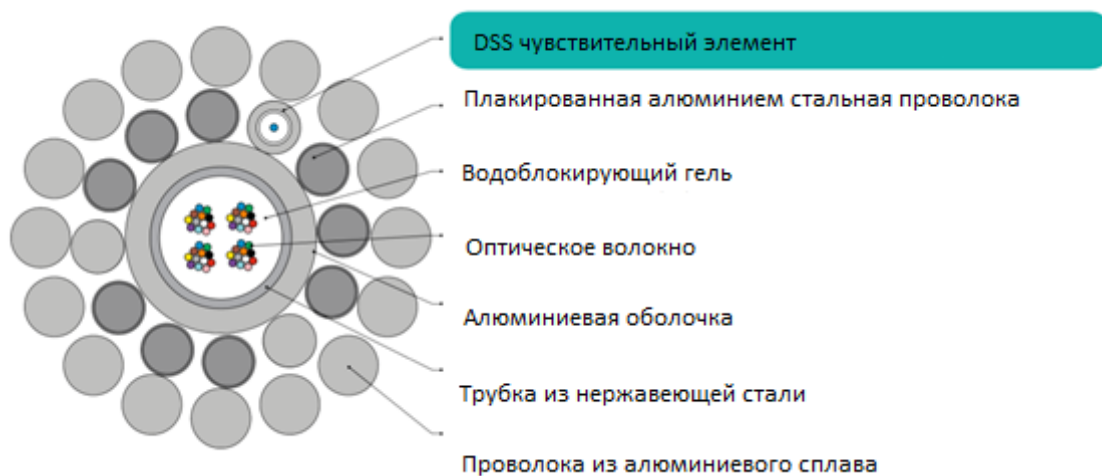 DSS чувствительный элемент
Плакированная алюминием стальная проволока
Водоблокирующий гель
Оптическое волокно
Алюминиевая оболочка
Трубка из нержавеющей стали
Проволока из алюминиевого сплава